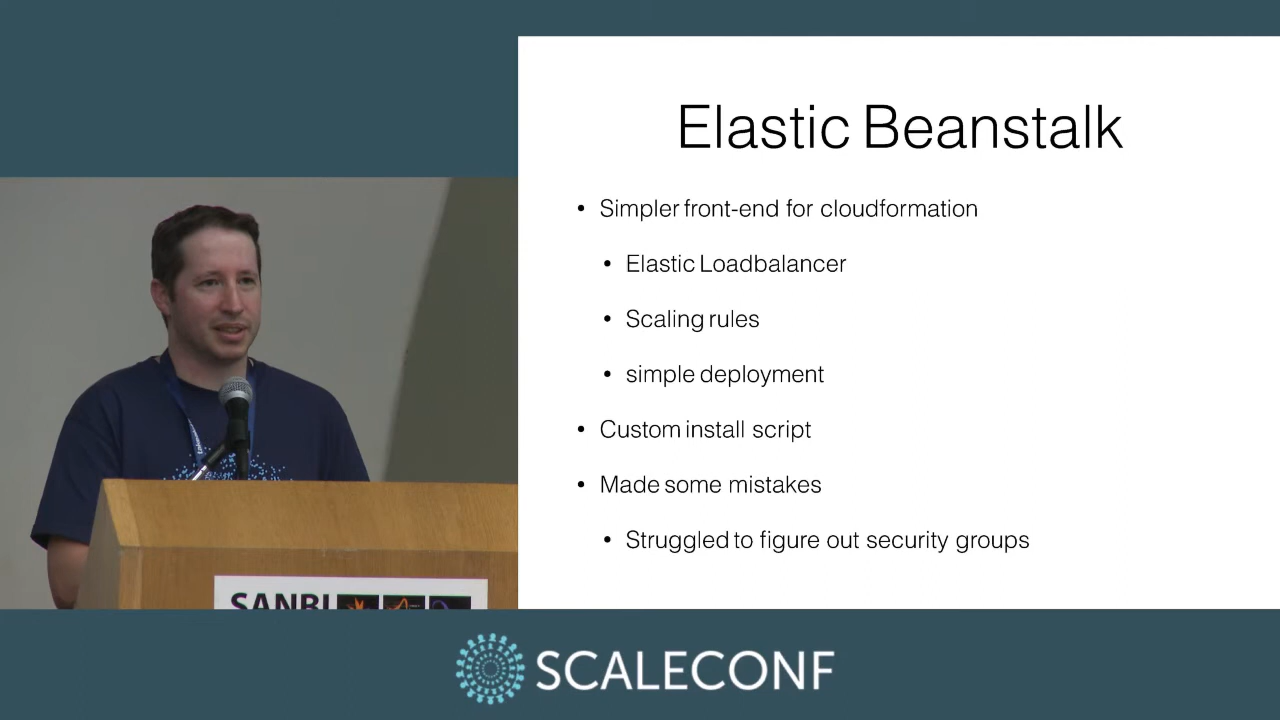 Elastic Beanstalk
• Simpler front-end for cloudformation
• Elastic Loadbalancer
• Scaling rules
• simple deployment
• Custom install script
• Made some mistakes
• Struggled to figure out security groups
SANBI
SCALECONF